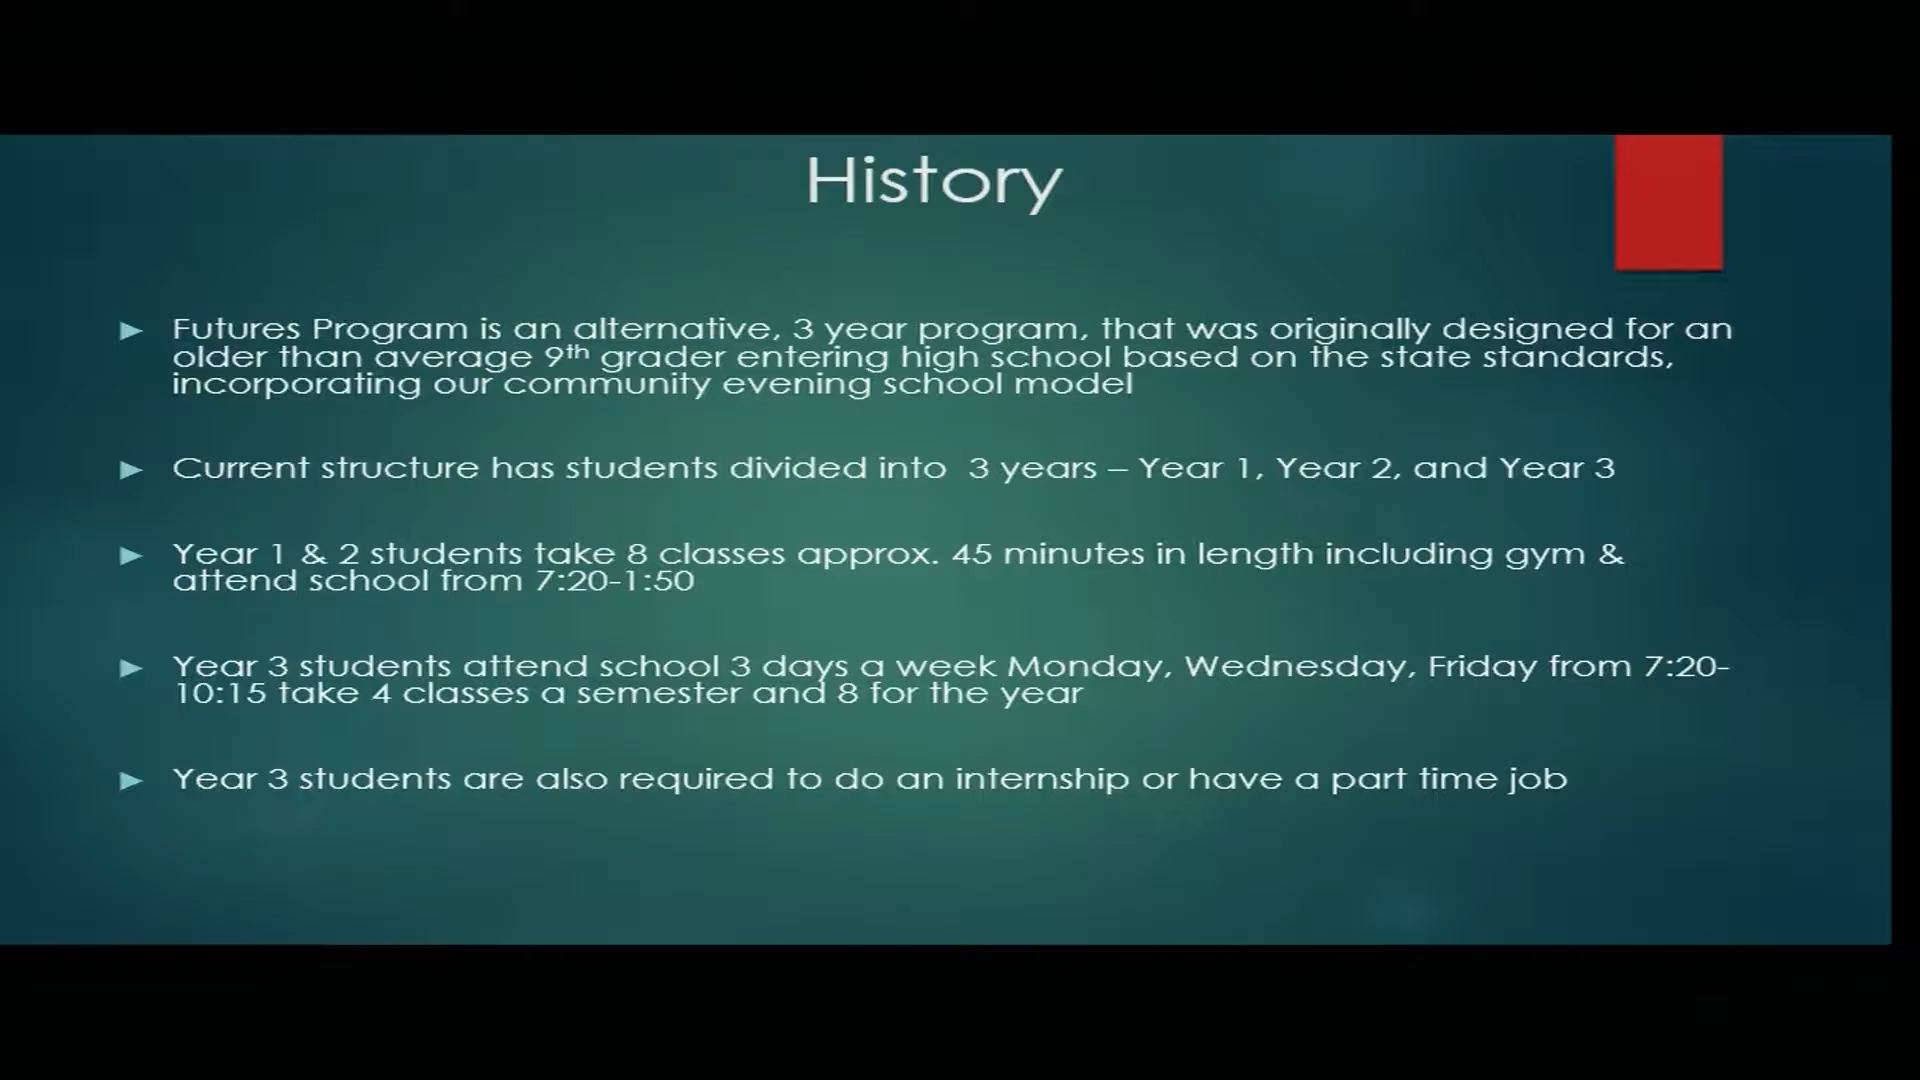 History
Futures Program is an alternative, 3 year program, that was originally designed for an
older than average 9th grader entering high school based on the state standards,
incorporating our community evening school model
Current structure has students divided into  3 years – Year 1, Year 2, and Year 3
Year 1 & 2 students take 8 classes approx. 45 minutes in length including gym &
attend school from 7:20-1:50
Year 3 students attend school 3 days a week Monday, Wednesday, Friday from 7:20-
10:15 take 4 classes a semester and 8 for the year
Year 3 students are also required to do an internship or have a part time job